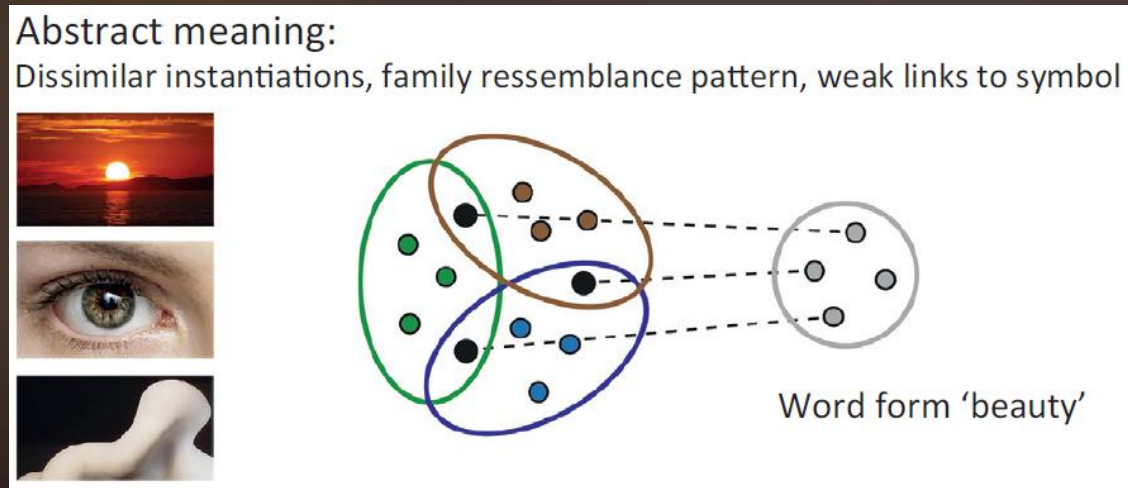 Abstract meaning:
Dissimilar instantiations, family ressemblance pattern, weak links to symbol
Word form ‘beauty’